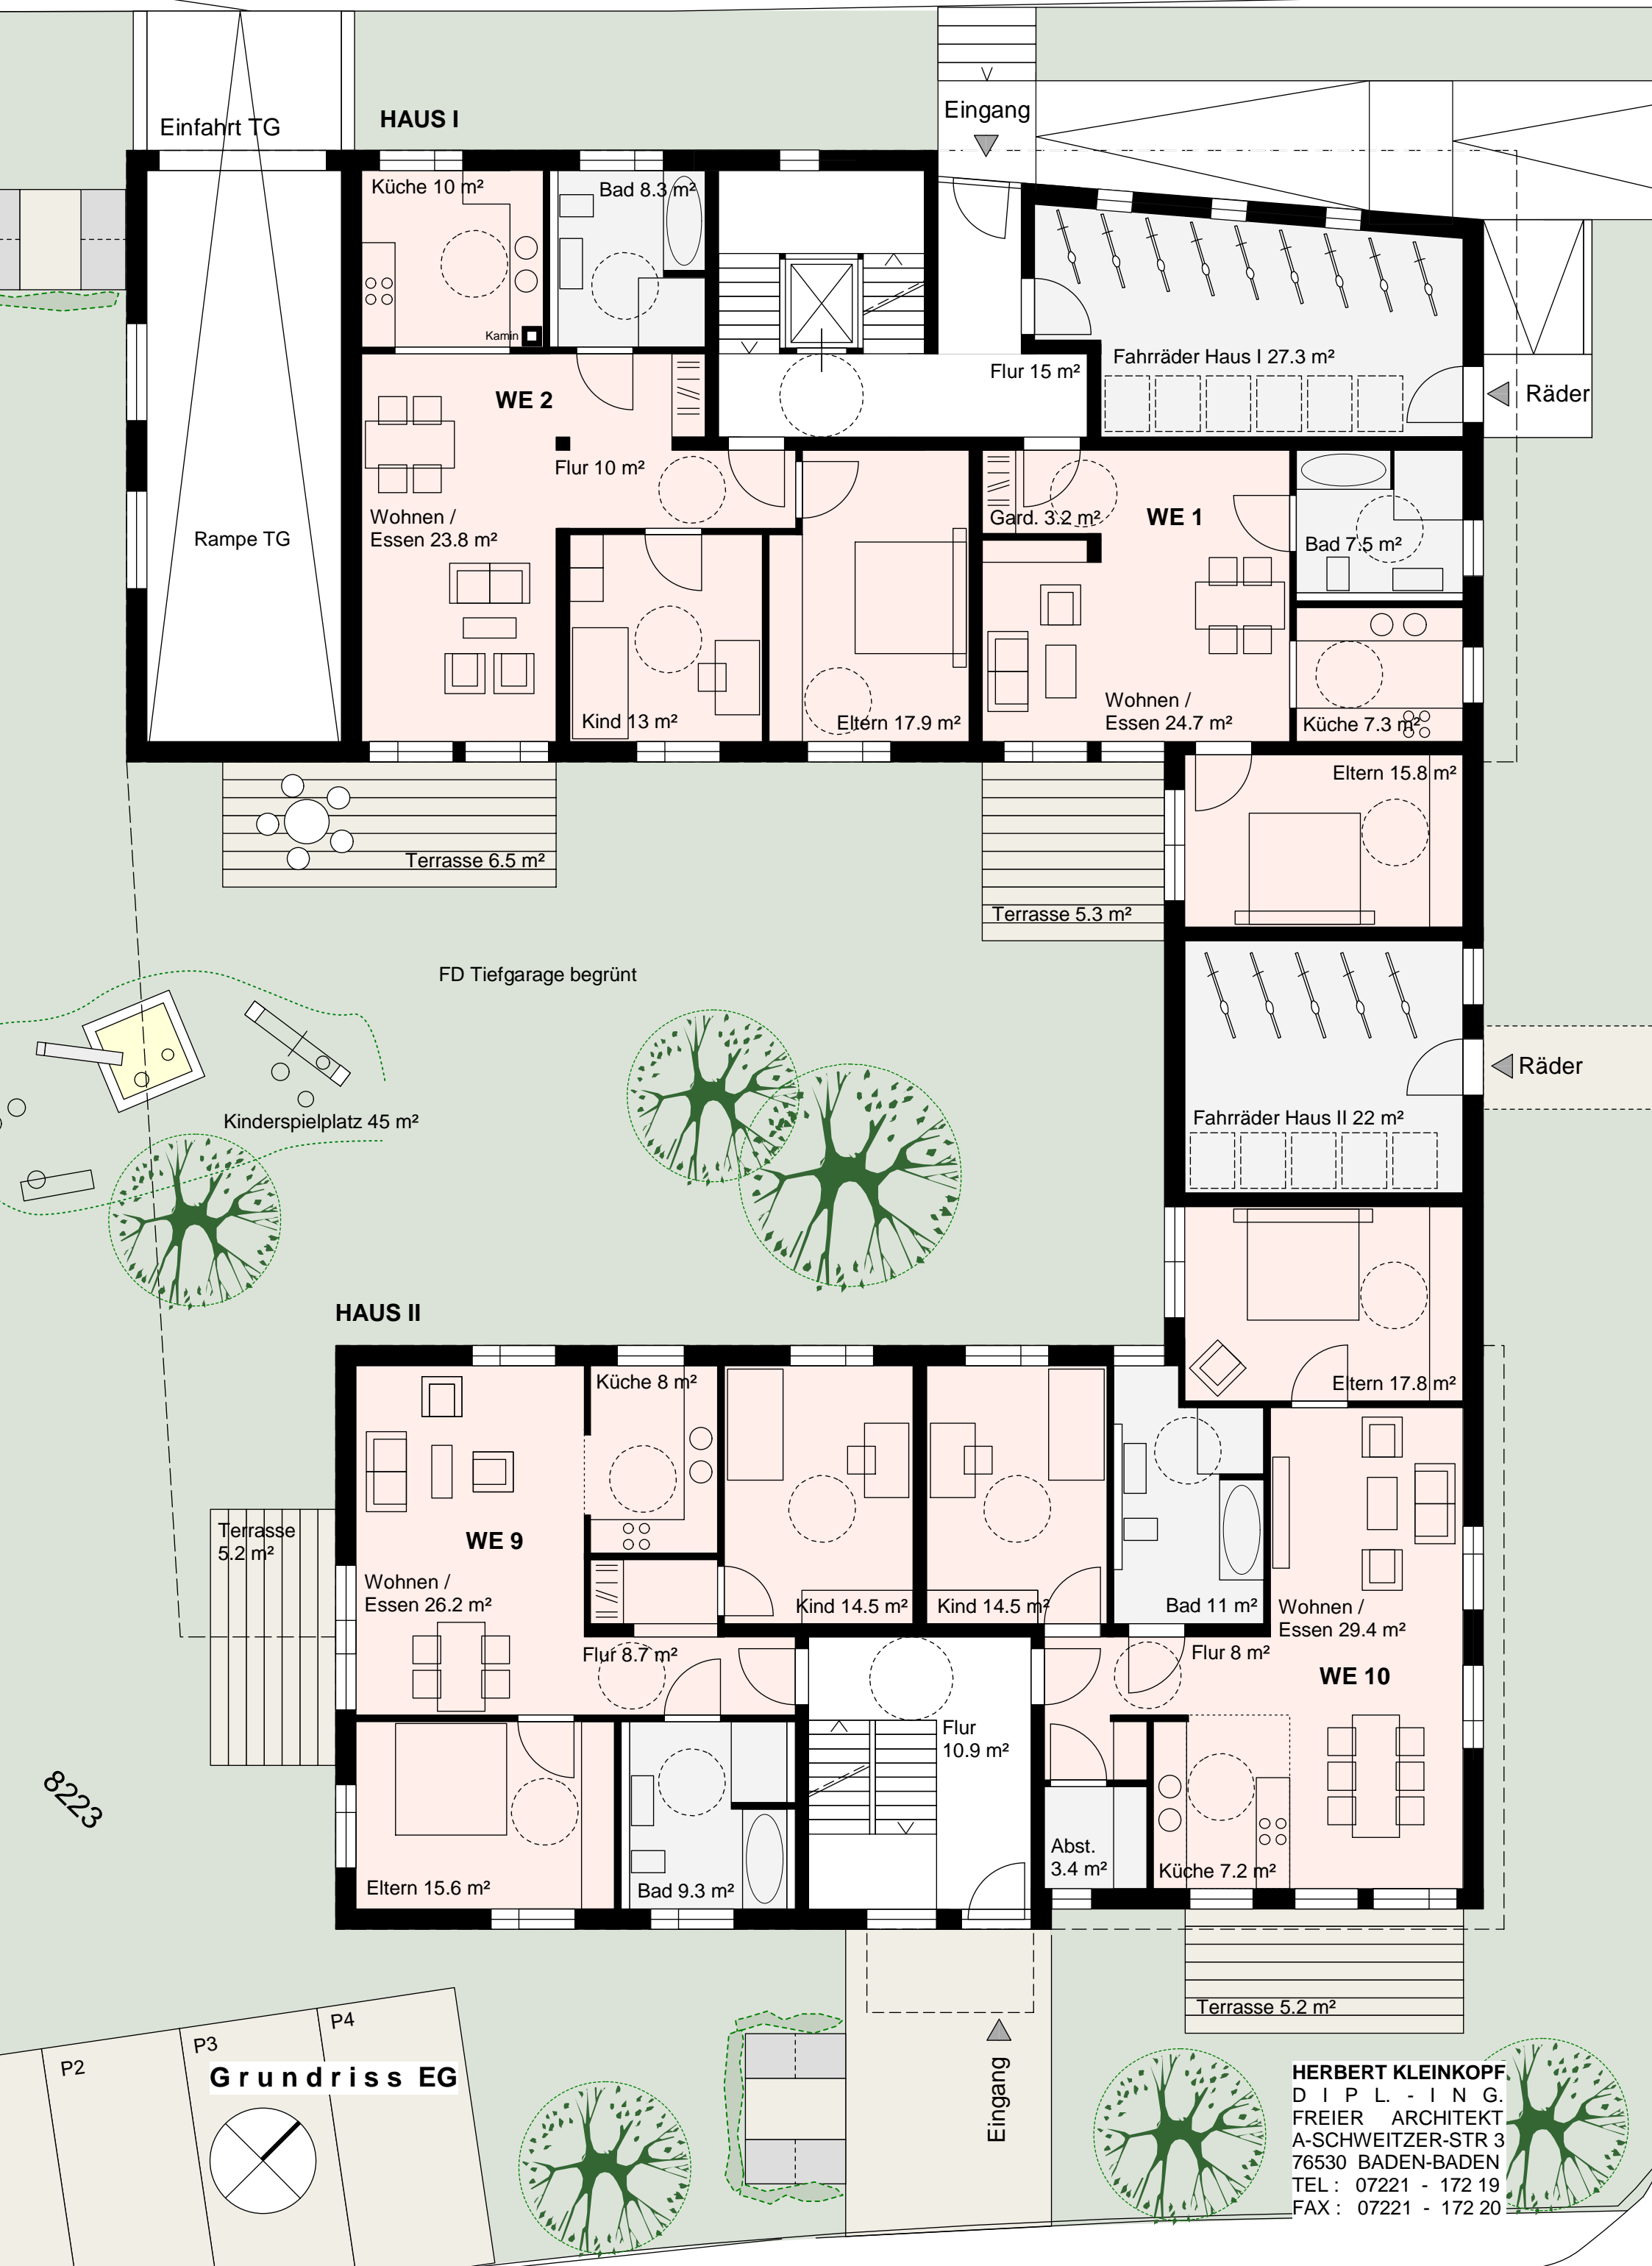 Einfahrt TG
HAUS I
Eingang
Küche 10 m²
Bad 8.3 m²
Kamin
Flur 15 m²
Fahrräder Haus I 27.3 m²
Räder
WE 2
Flur 10 m²
Wohnen /
Essen 23.8 m²
Rampe TG
Gard. 3.2 m²
WE 1
Bad 7.5 m²
Kind 13 m²
Eltern 17.9 m²
Wohnen /
Essen 24.7 m²
Küche 7.3 m²
Eltern 15.8 m²
Terrasse 6.5 m²
Terrasse 5.3 m²
FD Tiefgarage begrünt
Räder
Kinderspielplatz 45 m²
Fahrräder Haus II 22 m²
HAUS II
Küche 8 m²
Eltern 17.8 m²
Terrasse
5.2 m²
WE 9
Wohnen /
Essen 26.2 m²
Kind 14.5 m²
Kind 14.5 m²
Bad 11 m²
Wohnen /
Essen 29.4 m²
Flur 8.7 m²
Flur 8 m²
WE 10
Flur
10.9 m²
8223
Abst.
3.4 m²
Küche 7.2 m²
Eltern 15.6 m²
Bad 9.3 m²
Terrasse 5.2 m²
P2
P3
P4
Grundriss EG
Eingang
HERBERT KLEINKOPF
DIPL.-ING.
FREIER ARCHITEKT
A-SCHWEITZER-STR 3
76530 BADEN-BADEN
TEL : 07221 - 172 19
FAX : 07221 - 172 20